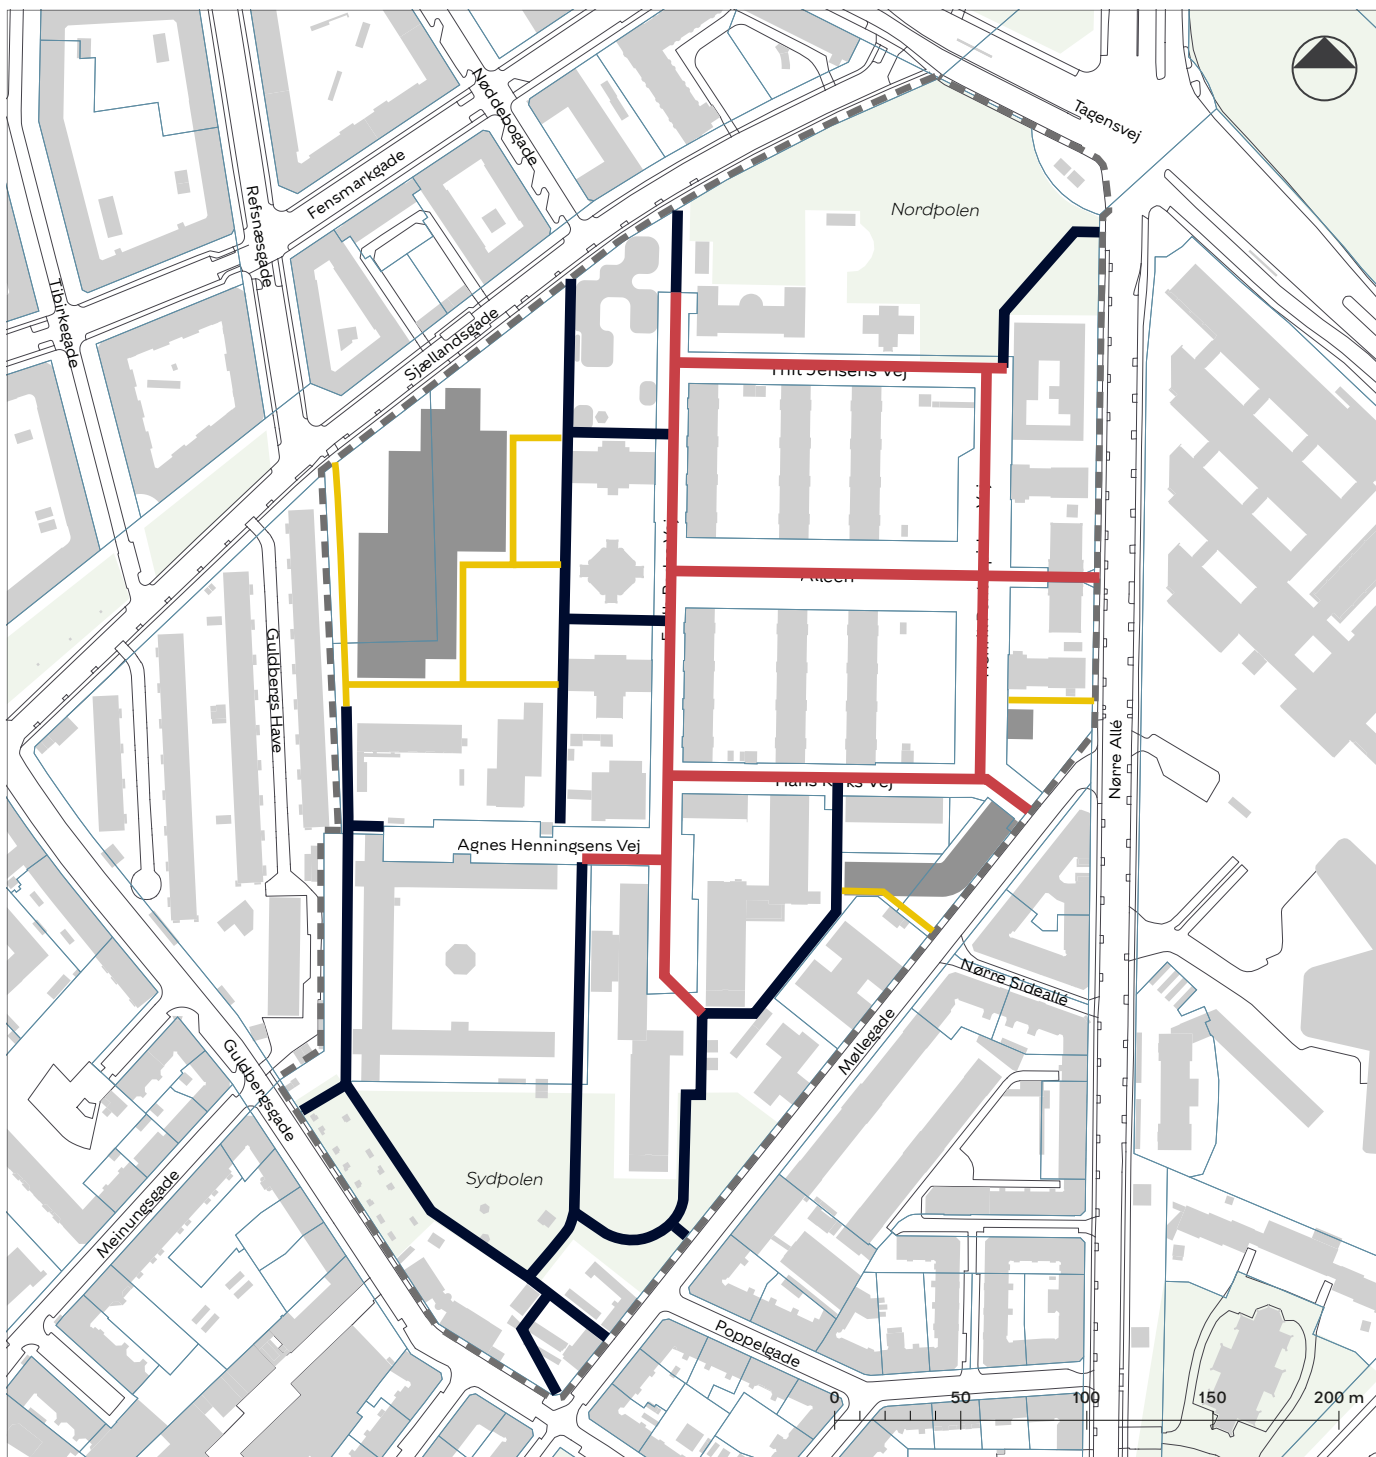 Tagensvej
Nøddebogade
Fensmarkgade
Refsnæsgade
Nordpolen
Tibirkegade
Sjællandsgade
Guldbergs Have
Nørre Allé
Agnes Henningsens Vej
Nørre Sideallé
Møllegade
Guldbergsgade
Sydpolen
Meinungsgade
Poppelgade
0 50 100 150 200 m